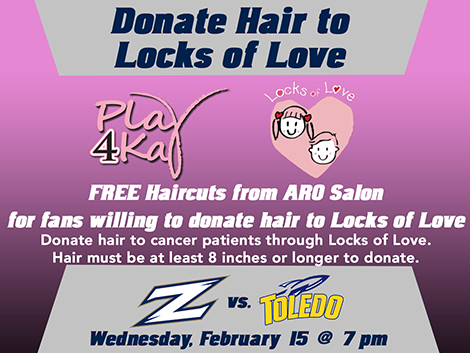 Donate Hair to
Locks of Love
Play
4Kay
Locks of Love
FREE Haircuts from ARO Salon
for fans willing to donate hair to Locks of Love
Donate hair to cancer patients through Locks of Love.
Hair must be at least 8 inches or longer to donate.
Z vs. TOLEDO
Wednesday, February 15 @ 7 pm